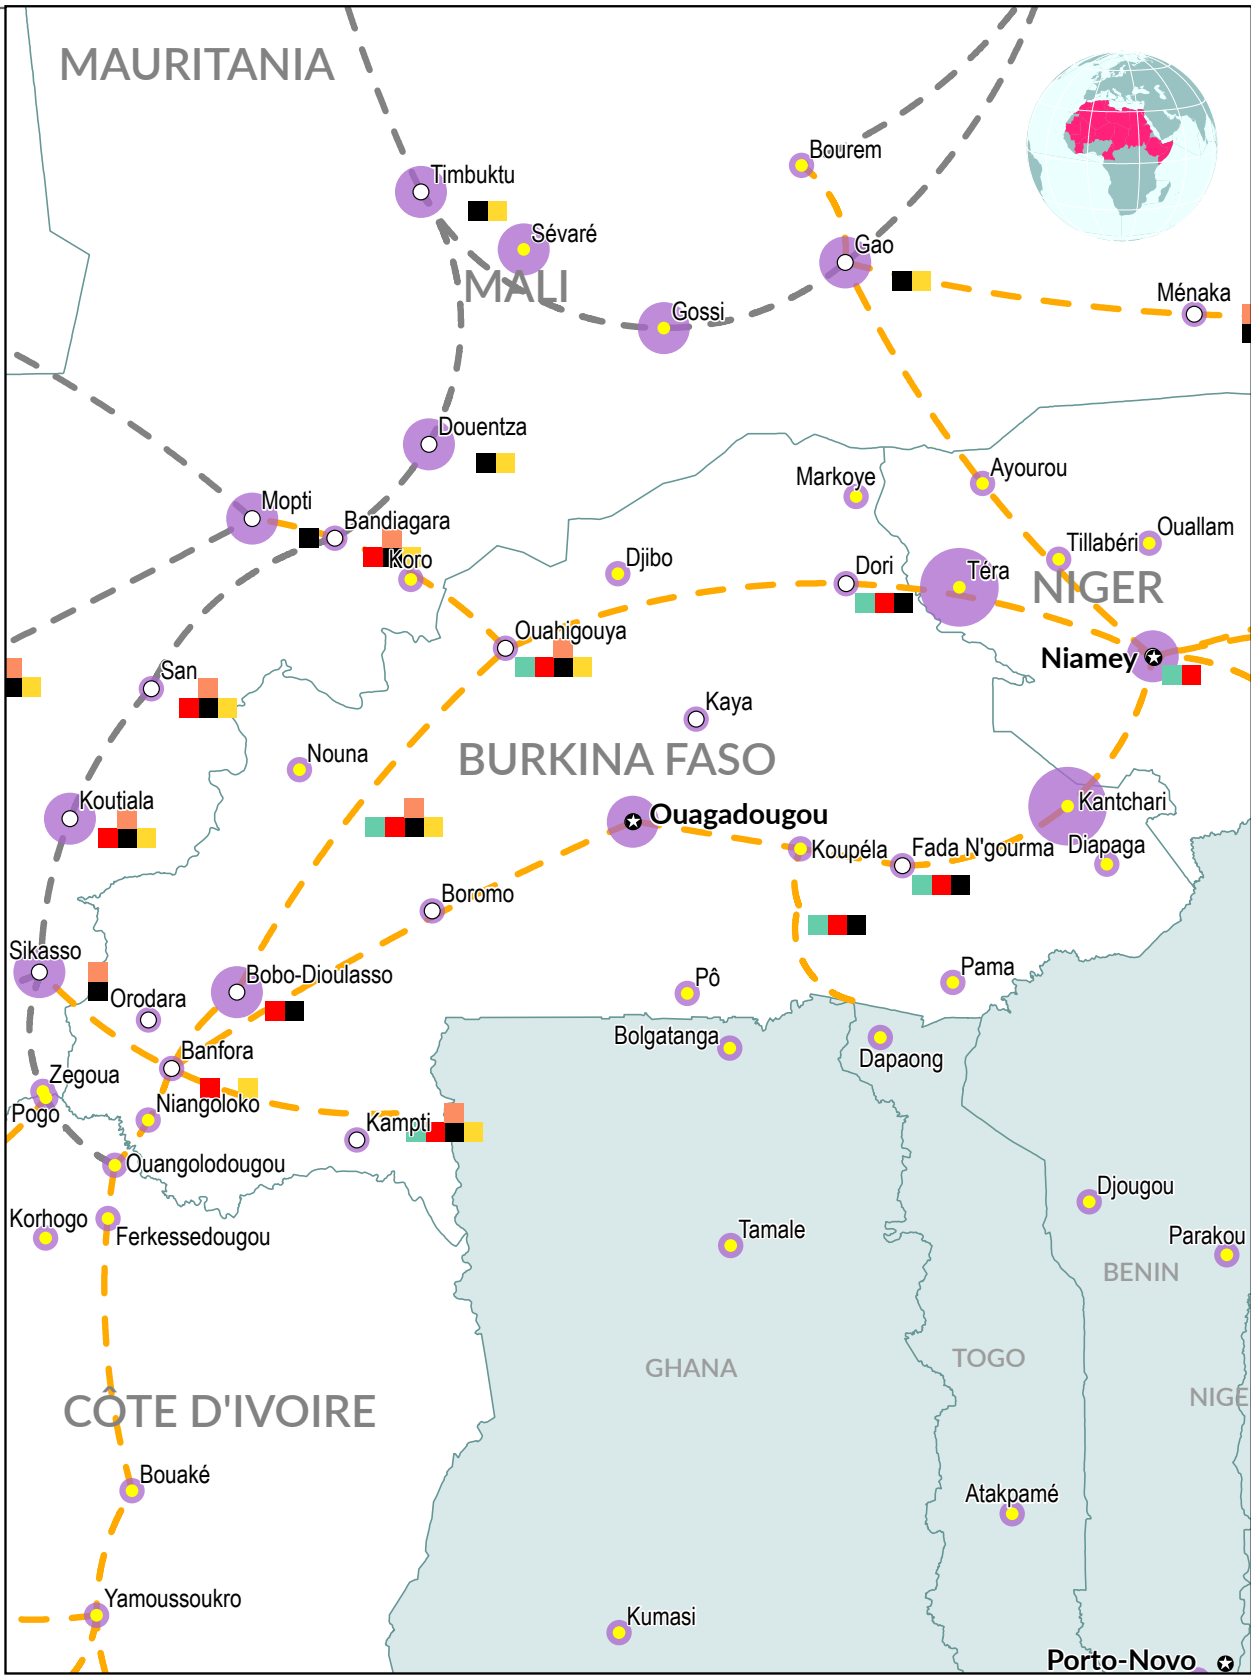 MAURITANIA
Bourem
Timbuktu
Sévaré
Gao
MALI
Ménaka
Gossi
Douentza
Markoye
Ayourou
Mopti
Bandiagara
Ouallam
Tillabéri
Koro
Djibo
Dori
Téra
NIGER
Ouahigouya
Niamey
San
Kaya
Nouna
BURKINA FASO
Koutiala
Kantchari
Ouagadougou
Koupéla
Fada N'gourma
Diapaga
Boromo
Sikasso
Bobo-Dioulasso
Pama
Pô
Orodara
Bolgatanga
Banfora
Dapaong
Zegoua
Niangoloko
Pogo
Kampti
Ouangolodougou
Djougou
Korhogo
Ferkessedougou
Tamale
Parakou
BENIN
TOGO
GHANA
NIGE
CÔTE D'IVOIRE
Bouaké
Atakpamé
Yamoussoukro
Kumasi
Porto-Novo